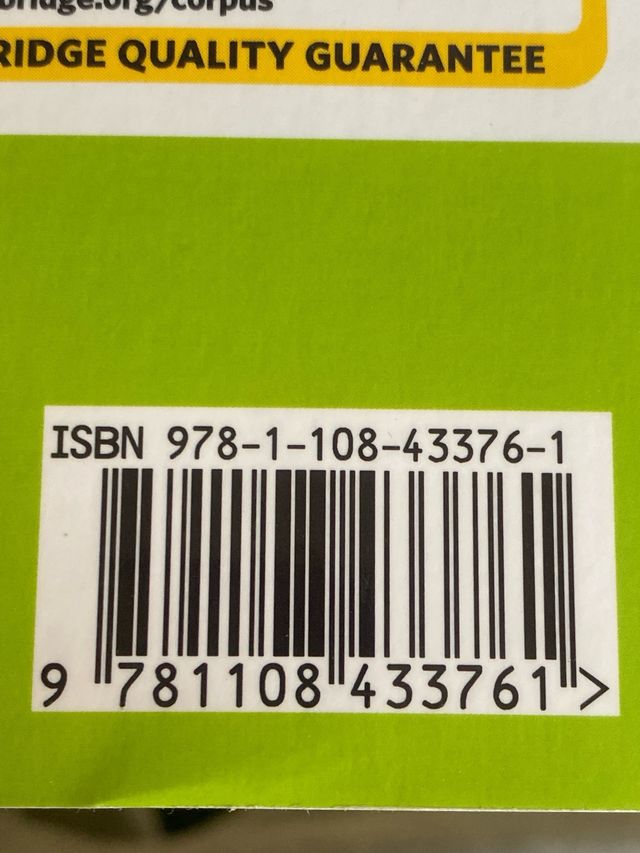 bridge.org/corpus
RIDGE QUALITY GUARANTEE
ISBN 978-1-108-43376-1
9 781108 433761 >